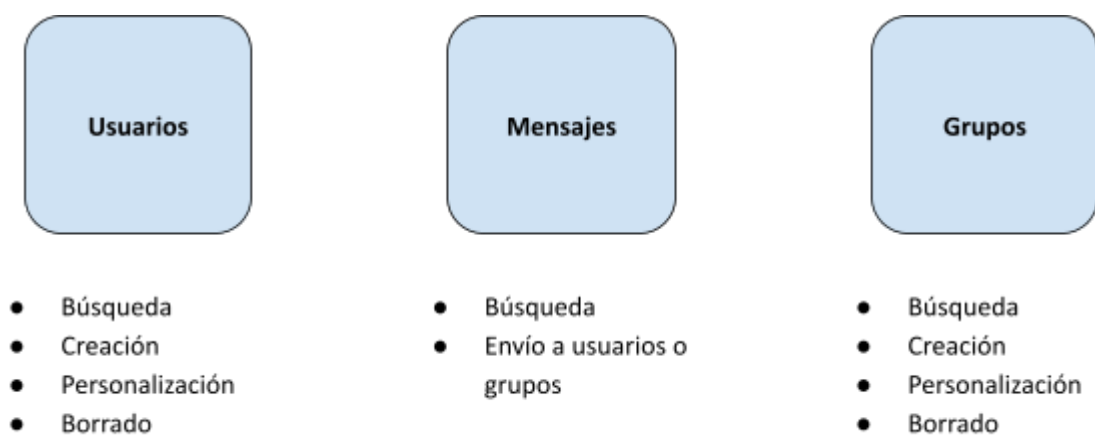 Usuarios
Mensajes
Grupos
● Búsqueda
● Creación
● Personalización
● Borrado
● Búsqueda
● Envío a usuarios o
grupos
● Búsqueda
● Creación
● Personalización
● Borrado